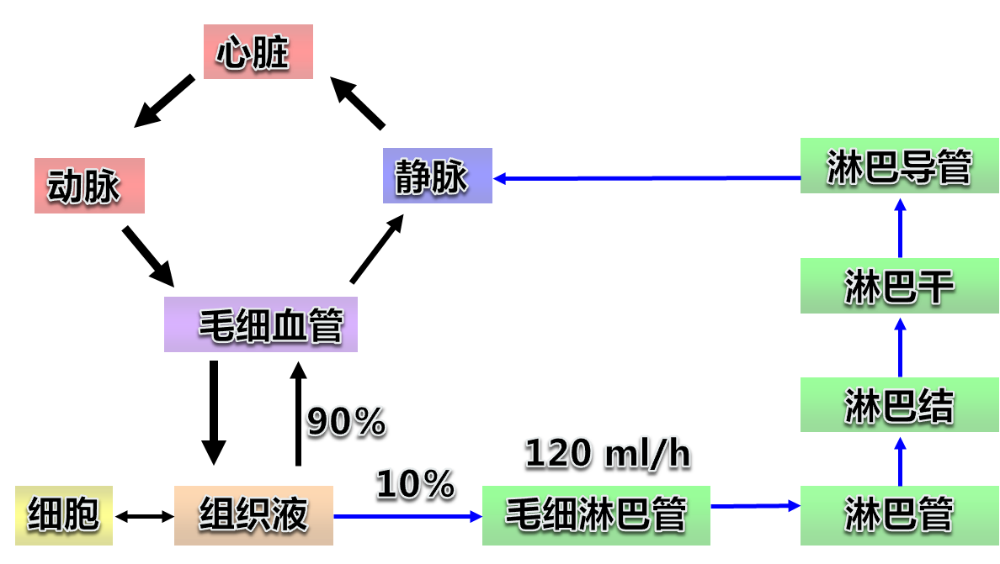 心脏
动脉
静脉
淋巴导管
淋巴干
毛细血管
淋巴结
90%
120 ml/h
10%
细胞
组织液
毛细淋巴管
淋巴管